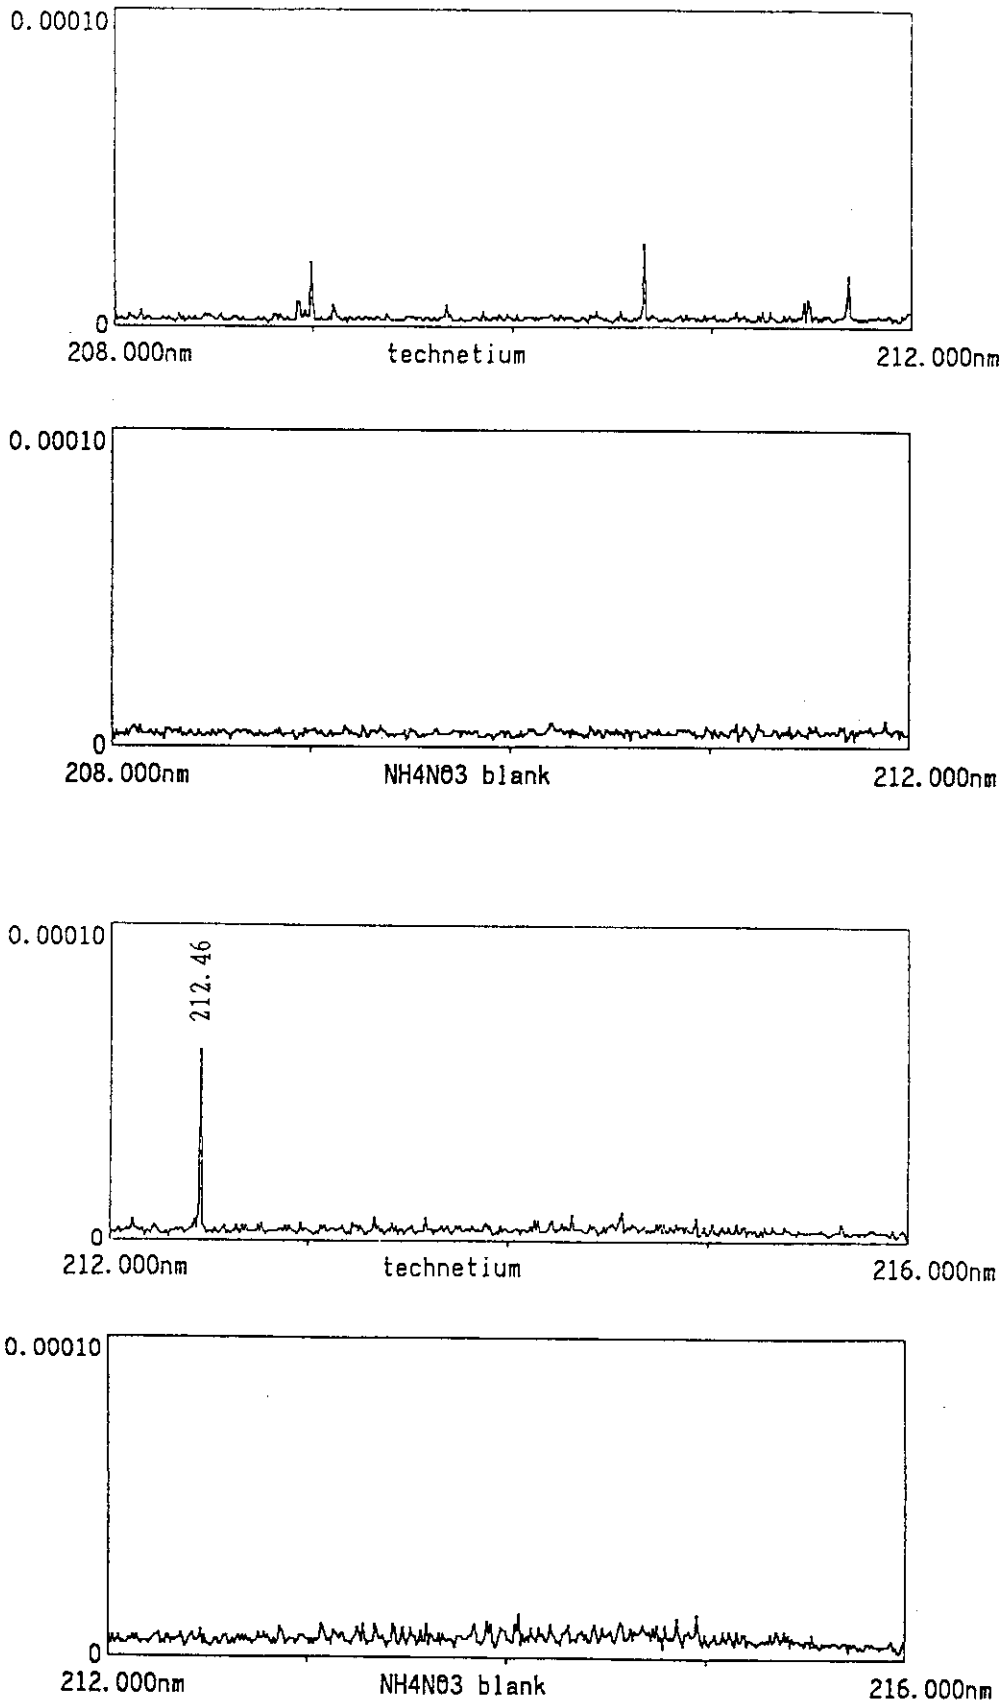 0.00010
0
208.000nm technetium 212.000nm
0.00010
0
208.000nm NH4NO3 blank 212.000nm
0.00010
212.46
0
212.000nm technetium 216.000nm
0.00010
0
212.000nm NH4NO3 blank 216.000nm